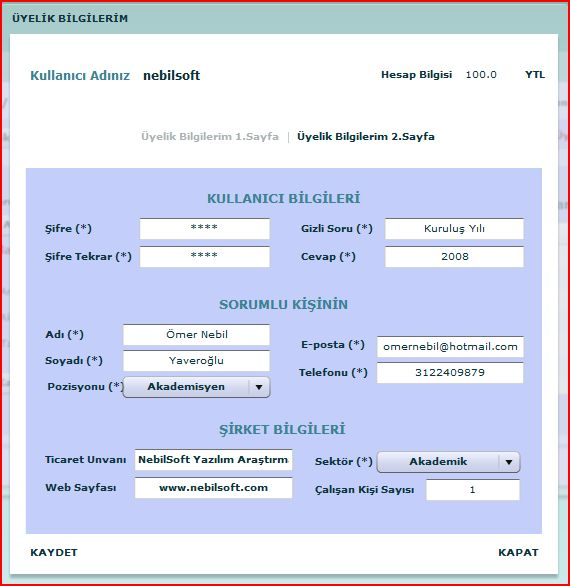 ÜYELİK BİLGİLERİM
Kullanıcı Adınız nebilsoft Hesap Bilgisi 100.0 YTL
Üyelik Bilgilerim 1.Sayfa | Üyelik Bilgilerim 2.Sayfa
KULLANICI BİLGİLERİ
Şifre (*) **** Gizli Soru (*) Kuruluş Yılı
Şifre Tekrar (*) **** Cevap (*) 2008
SORUMLU KİŞİNİN
Adı (*) Ömer Nebil E-posta (*) omernebil@hotmail.com
Soyadı (*) Yaveroğlu Telefonu (*) 3122409879
Pozisyonu (*) Akademisyen
ŞİRKET BİLGİLERİ
Ticaret Unvanı NebilSoft Yazılım Araştırm Sektör (*) Akademik
Web Sayfası www.nebilsoft.com Çalışan Kişi Sayısı 1
KAYDET KAPAT